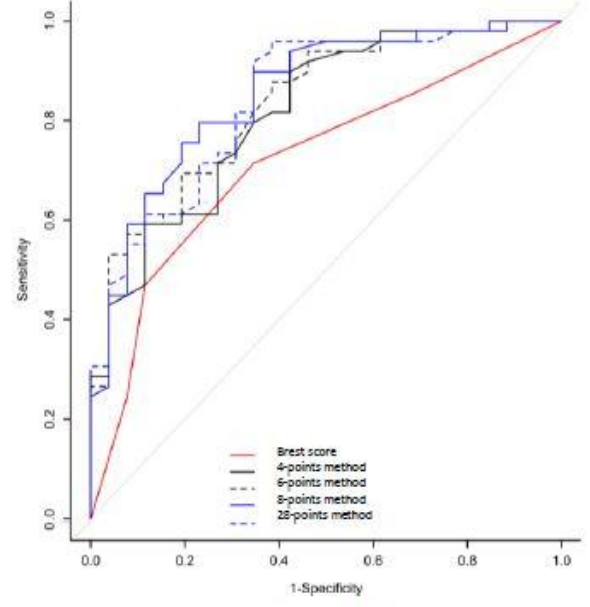 1.0
0.8
0.6
0.4
0.2
0.0
Sensitivity
Brest score
4-points method
6-points method
8-points method
28-points method
0.0 0.2 0.4 0.6 0.8 1.0
1-Specificity